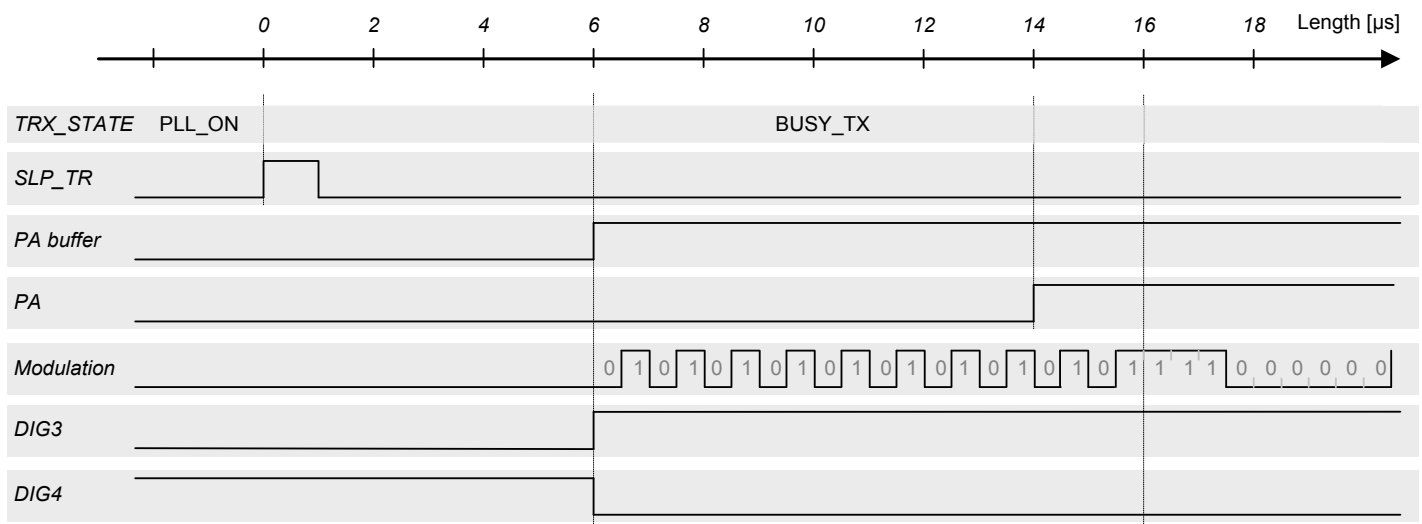 0 2 4 6 8 10 12 14 16 18 Length [µs]
TRX_STATE PLL_ON BUSY_TX
SLP_TR
PA buffer
PA
Modulation 0 1 0 1 0 1 0 1 0 1 0 1 0 1 0 1 0 1 0 1 1 1 1 0 0 0 0 0 0
DIG3
DIG4